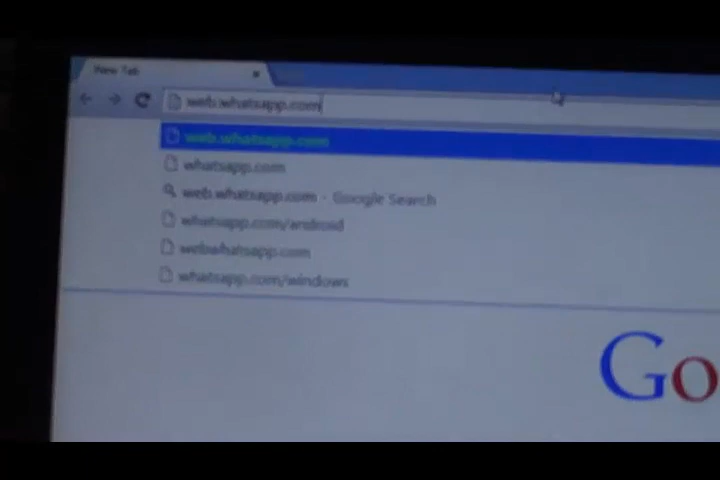 New Tab
web.whatsapp.com
web.whatsapp.com
whatsapp.com
web.whatsapp.com - Google Search
whatsapp.com/android
webwhatsapp.com
whatsapp.com/windows
Go